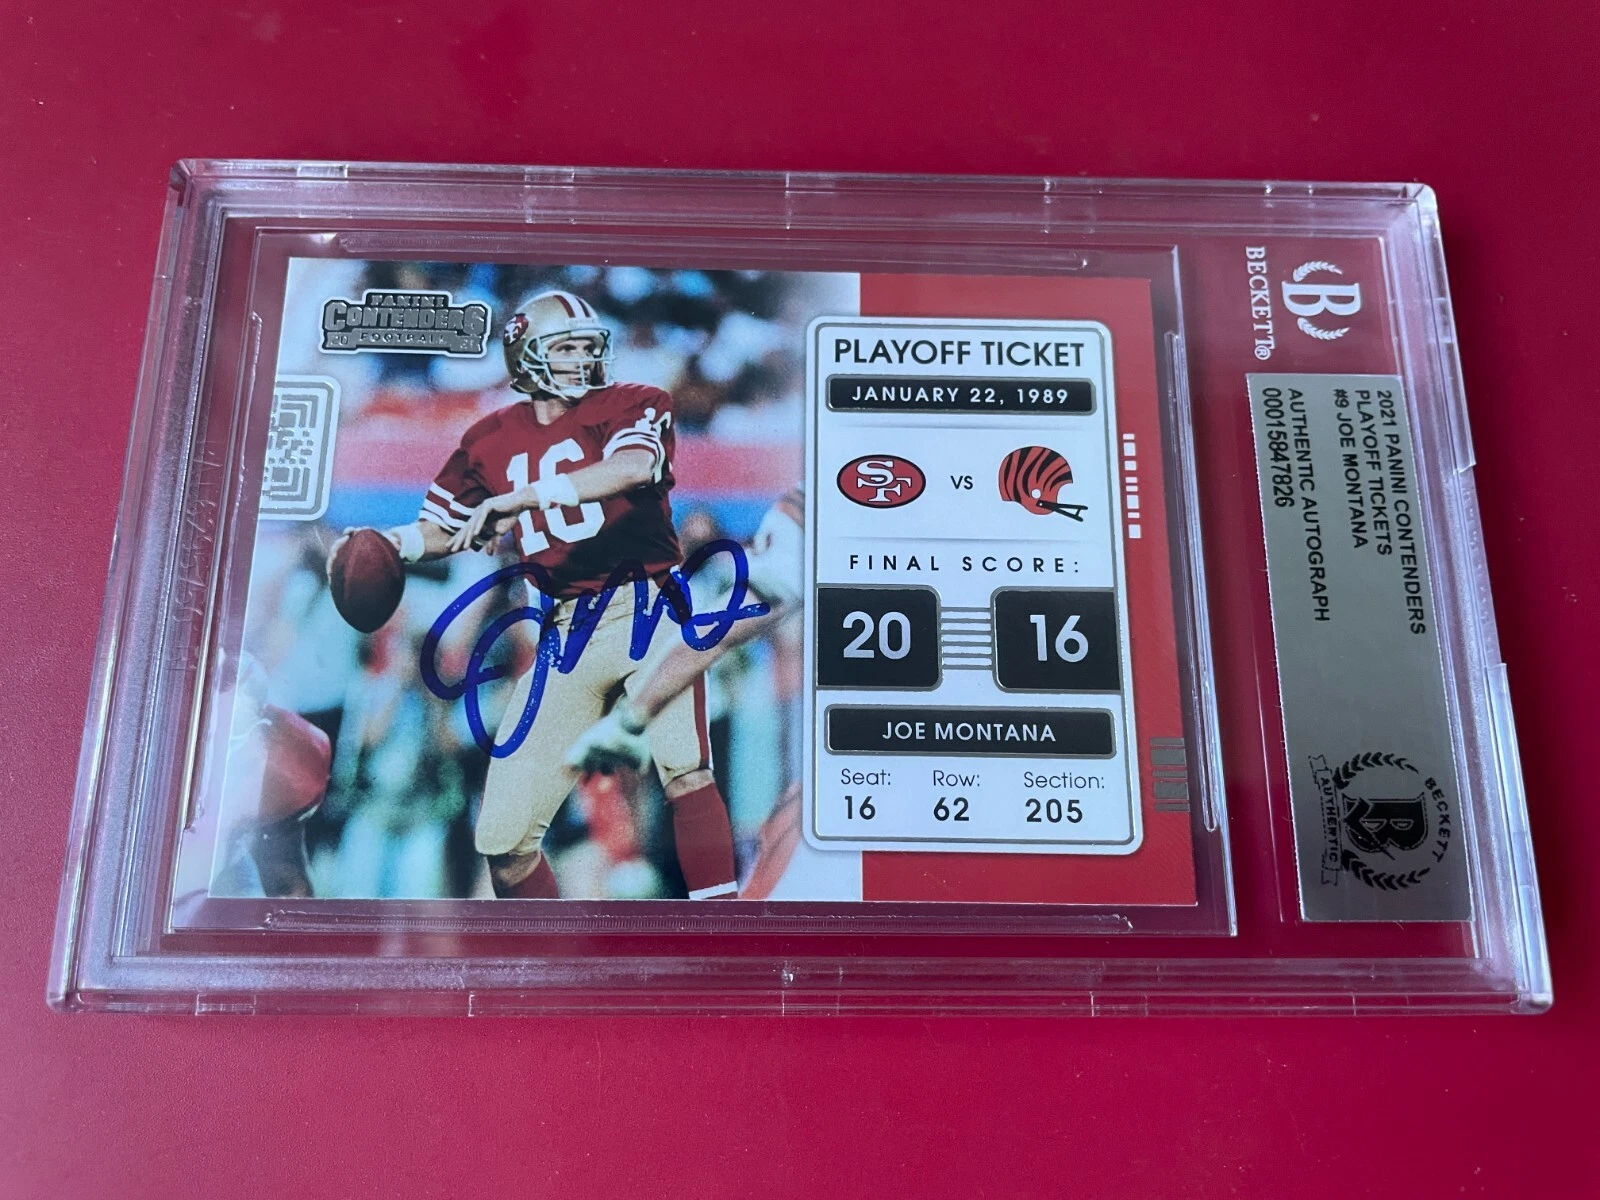 PANINI
CONTENDERS
20 FOOTBALL 21
16
PLAYOFF TICKET
JANUARY 22, 1989
SF VS
FINAL SCORE:
20 16
JOE MONTANA
Seat: Row: Section:
16 62 205
B
BECKETT®
2021 PANINI CONTENDERS
PLAYOFF TICKETS
#9 JOE MONTANA
AUTHENTIC AUTOGRAPH
00015847826
BECKETT
B
AUTHENTIC